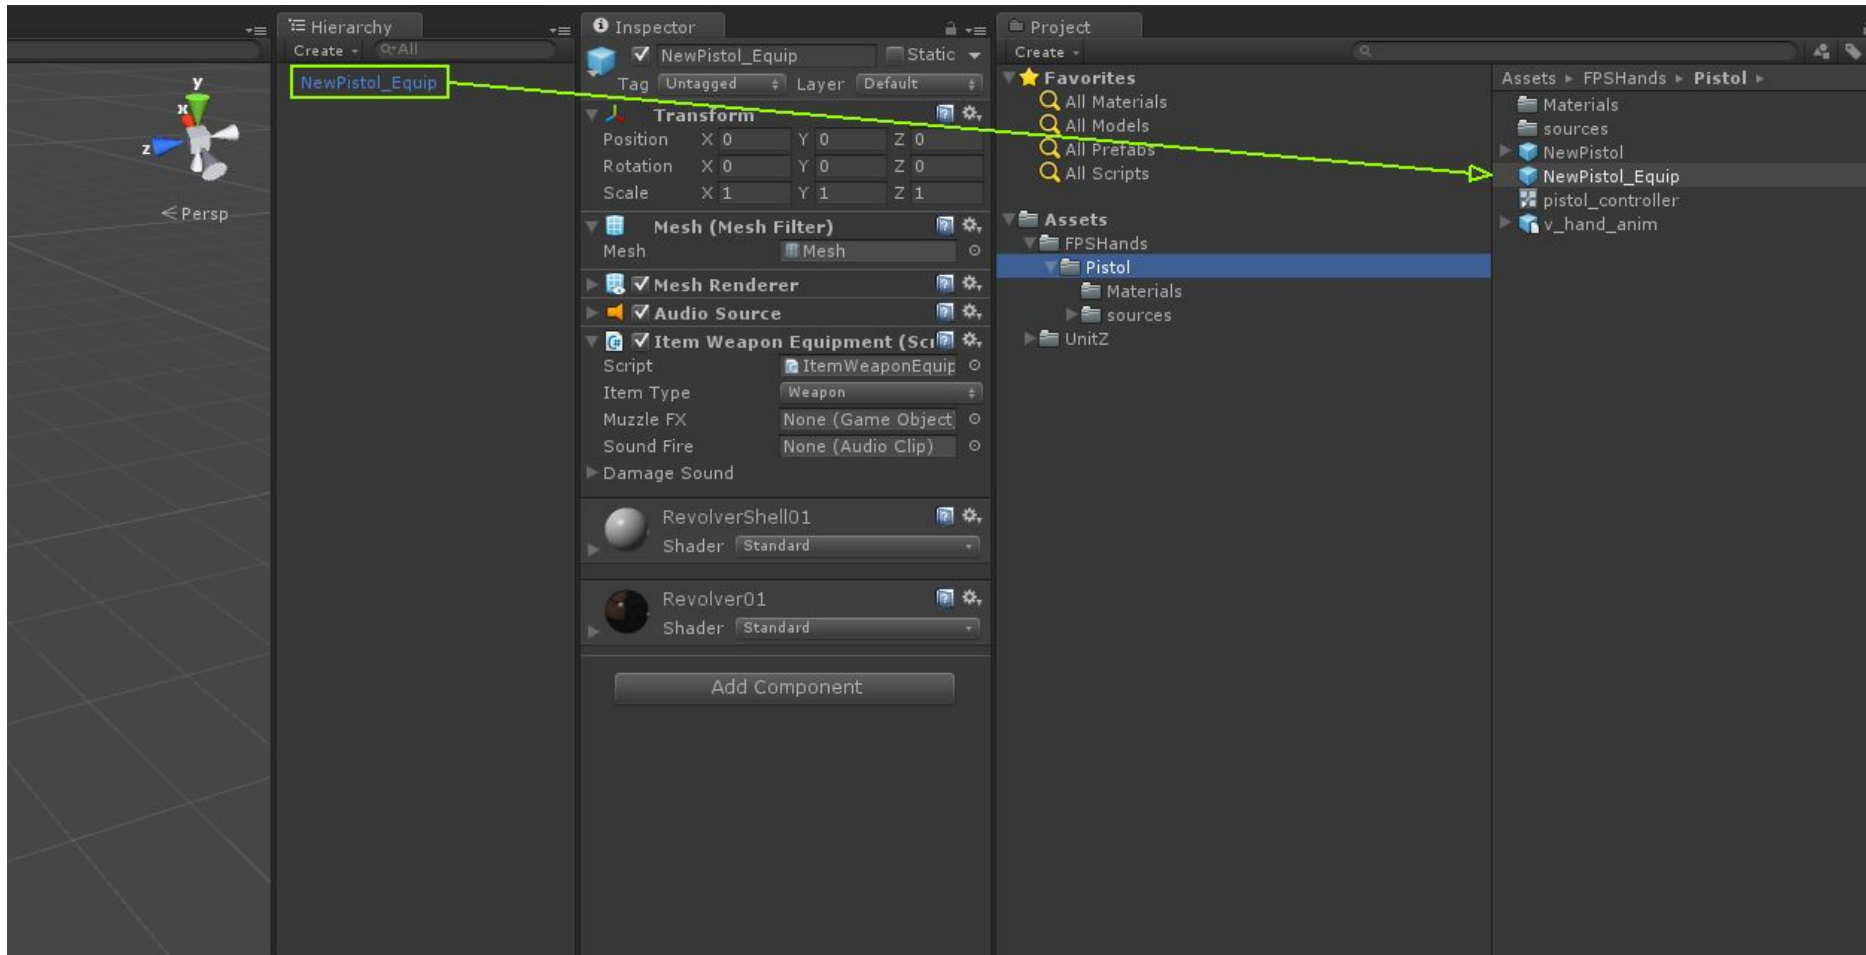 y
x
z
Persp
Hierarchy
Create
All
NewPistol_Equip
Inspector
NewPistol_Equip
Static
Tag Untagged Layer Default
Transform
Position X 0 Y 0 Z 0
Rotation X 0 Y 0 Z 0
Scale X 1 Y 1 Z 1
Mesh (Mesh Filter)
Mesh Mesh
Mesh Renderer
Audio Source
Item Weapon Equipment (Scr
Script ItemWeaponEquip
Item Type Weapon
Muzzle FX None (Game Object
Sound Fire None (Audio Clip)
Damage Sound
RevolverShell01
Shader Standard
Revolver01
Shader Standard
Add Component
Project
Create
Favorites
All Materials
All Models
All Prefabs
All Scripts
Assets
FPSHands
Pistol
Materials
sources
UnitZ
Assets FPSHands Pistol
Materials
sources
NewPistol
NewPistol_Equip
pistol_controller
v_hand_anim